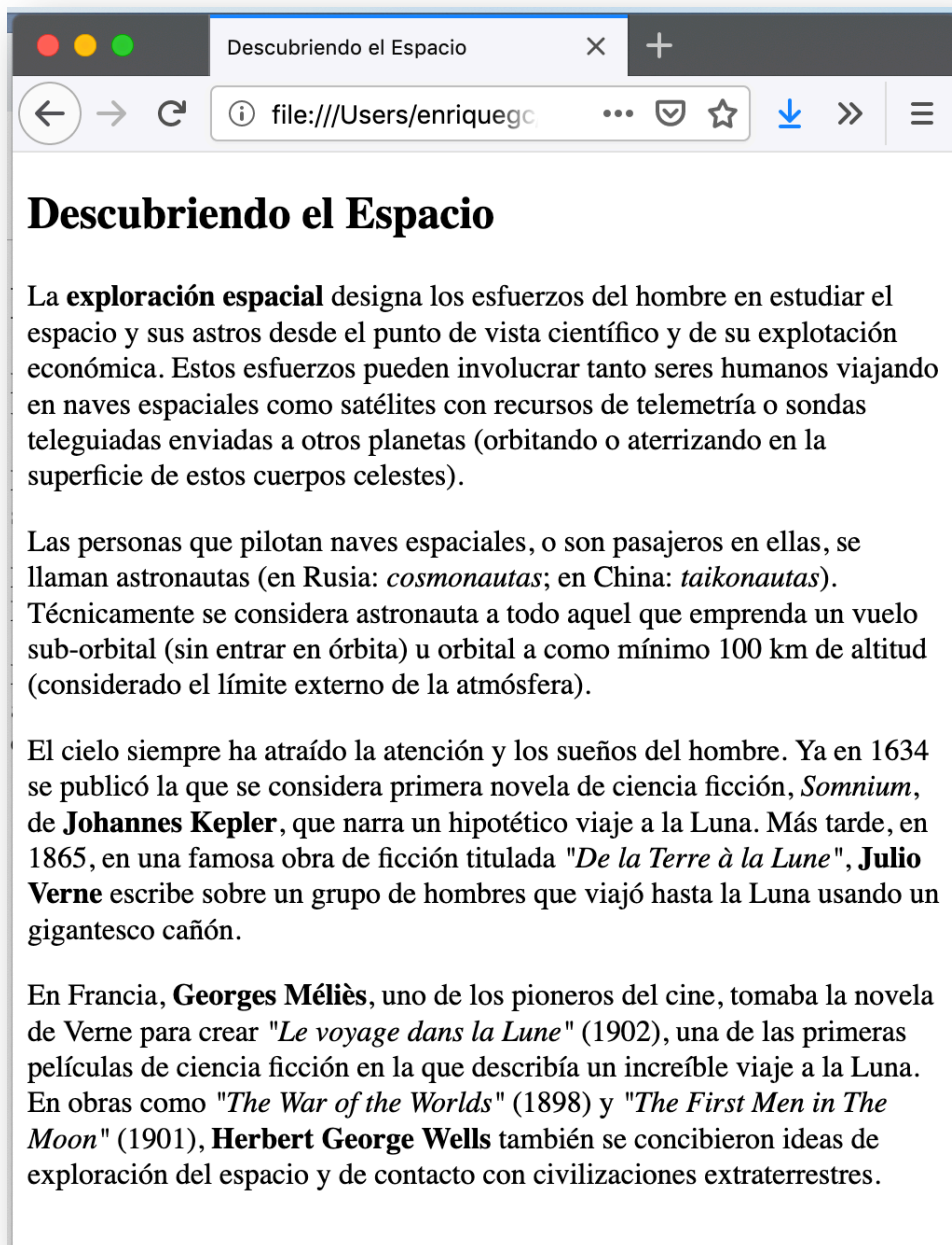 Descubriendo el Espacio
file:///Users/enriquegc
Descubriendo el Espacio
La exploración espacial designa los esfuerzos del hombre en estudiar el
espacio y sus astros desde el punto de vista científico y de su explotación
económica. Estos esfuerzos pueden involucrar tanto seres humanos viajando
en naves espaciales como satélites con recursos de telemetría o sondas
teleguiadas enviadas a otros planetas (orbitando o aterrizando en la
superficie de estos cuerpos celestes).
Las personas que pilotan naves espaciales, o son pasajeros en ellas, se
llaman astronautas (en Rusia: cosmonautas; en China: taikonautas).
Técnicamente se considera astronauta a todo aquel que emprenda un vuelo
sub-orbital (sin entrar en órbita) u orbital a como mínimo 100 km de altitud
(considerado el límite externo de la atmósfera).
El cielo siempre ha atraído la atención y los sueños del hombre. Ya en 1634
se publicó la que se considera primera novela de ciencia ficción, Somnium,
de Johannes Kepler, que narra un hipotético viaje a la Luna. Más tarde, en
1865, en una famosa obra de ficción titulada "De la Terre à la Lune", Julio
Verne escribe sobre un grupo de hombres que viajó hasta la Luna usando un
gigantesco cañón.
En Francia, Georges Méliès, uno de los pioneros del cine, tomaba la novela
de Verne para crear "Le voyage dans la Lune" (1902), una de las primeras
películas de ciencia ficción en la que describía un increíble viaje a la Luna.
En obras como "The War of the Worlds" (1898) y "The First Men in The
Moon" (1901), Herbert George Wells también se concibieron ideas de
exploración del espacio y de contacto con civilizaciones extraterrestres.